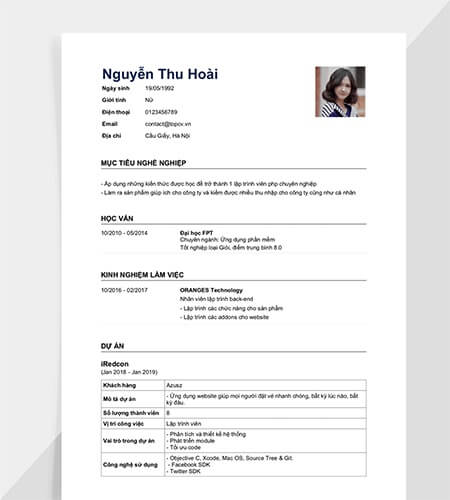 Nguyễn Thu Hoài
Ngày sinh 19/05/1992
Giới tính Nữ
Điện thoại 0123456789
Email contact@topcv.vn
Địa chỉ Cầu Giấy, Hà Nội
MỤC TIÊU NGHỀ NGHIỆP
- Áp dụng những kiến thức được học để trở thành 1 lập trình viên php chuyên nghiệp
- Làm ra sản phẩm giúp ích cho công ty và kiếm được nhiều thu nhập cho công ty cũng như cá nhân
HỌC VẤN
10/2010 - 05/2014 Đại học FPT
Chuyên ngành: Ứng dụng phần mềm
Tốt nghiệp loại Giỏi, điểm trung bình 8.0
KINH NGHIỆM LÀM VIỆC
10/2016 - 02/2017 ORANGES Technology
Nhân viên lập trình back-end
- Lập trình các chức năng cho sản phẩm
- Lập trình các addons cho website
DỰ ÁN
iRedcon
(Jan 2018 - Jan 2019)
Khách hàng Azusz
Mô tả dự án - Ứng dụng website giúp mọi người đặt vé nhanh chóng, bất kỳ lúc nào, bất
kỳ đâu.
Số lượng thành viên 8
Vị trí công việc Lập trình viên
Vai trò trong dự án - Phân tích và thiết kế hệ thống
- Phát triển module
- Tối ưu code
Công nghệ sử dụng - Objective C, Xcode, Mac OS, Source Tree & Git.
- Facebook SDK
- Twitter SDK